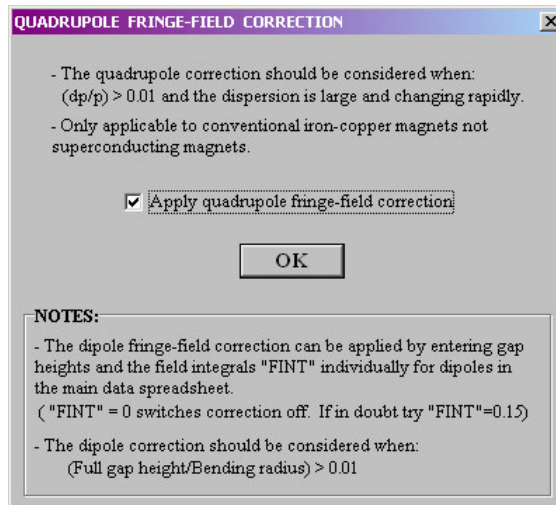 QUADRUPOLE FRINGE-FIELD CORRECTION
- The quadrupole correction should be considered when:
(dp/p) > 0.01 and the dispersion is large and changing rapidly.
- Only applicable to conventional iron-copper magnets not
superconducting magnets.
Apply quadrupole fringe-field correction
OK
NOTES:
- The dipole fringe-field correction can be applied by entering gap
heights and the field integrals "FINT" individually for dipoles in
the main data spreadsheet.
( "FINT" = 0 switches correction off. If in doubt try "FINT"=0.15)
- The dipole correction should be considered when:
(Full gap height/Bending radius) > 0.01